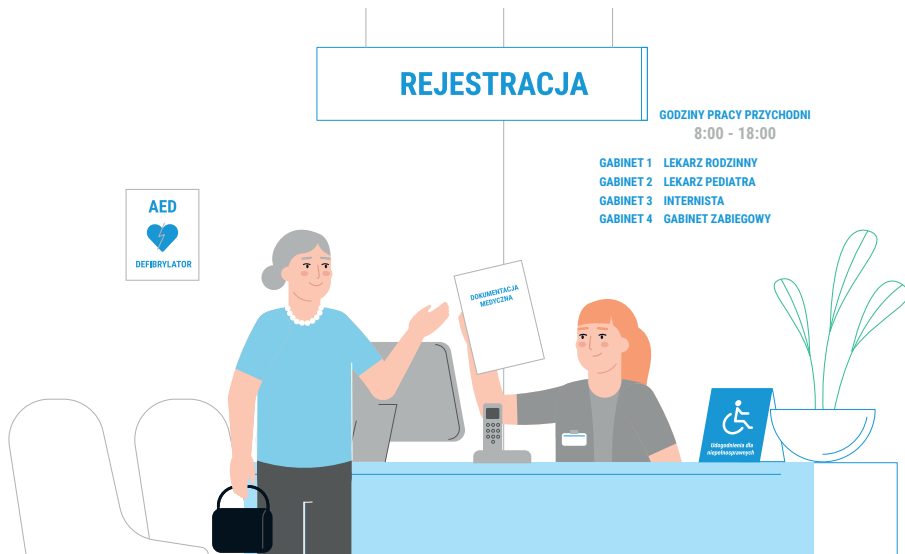 REJESTRACJA
GODZINY PRACY PRZYCHODNI
8:00 - 18:00
GABINET 1 LEKARZ RODZINNY
GABINET 2 LEKARZ PEDIATRA
GABINET 3 INTERNISTA
GABINET 4 GABINET ZABIEGOWY
AED
DEFIBRYLATOR
DOKUMENTACJA
MEDYCZNA
Udogodnienia dla
niepełnosprawnych